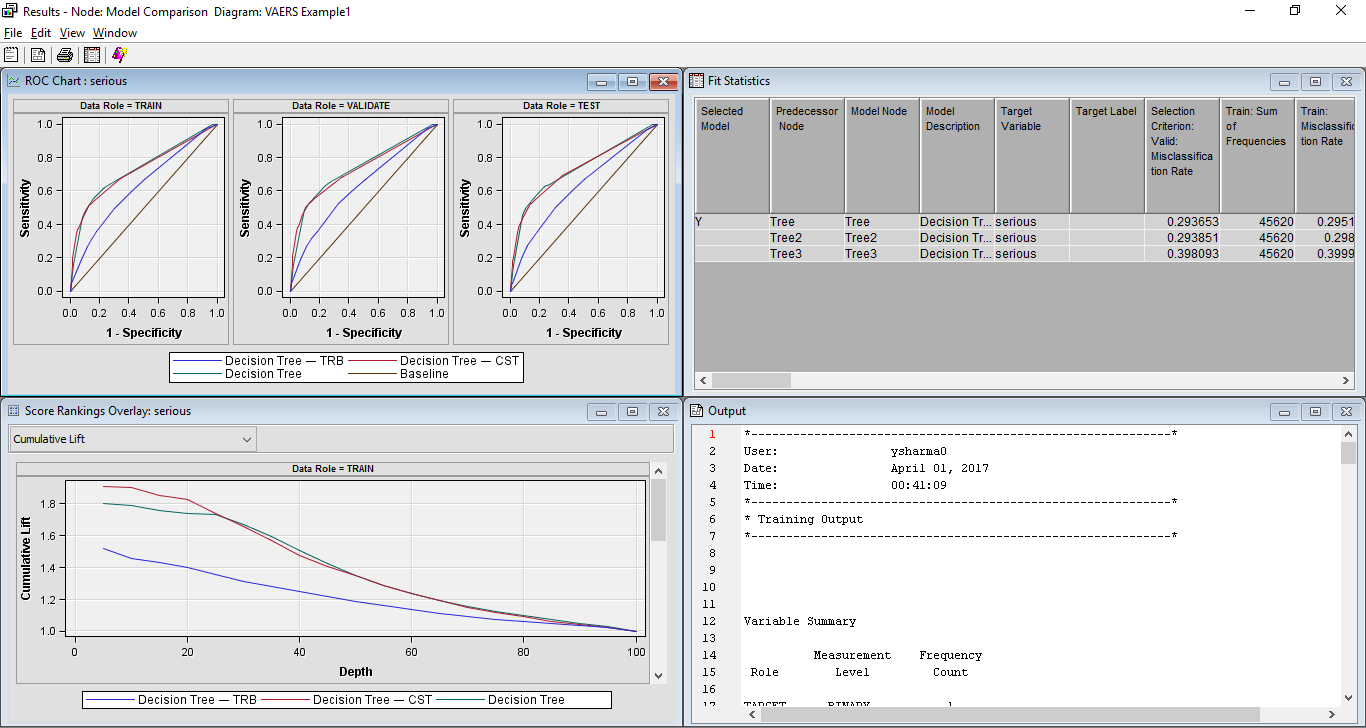 Results - Node: Model Comparison Diagram: VAERS Example1
File Edit View Window
ROC Chart : serious
Data Role = TRAIN Data Role = VALIDATE Data Role = TEST
Sensitivity
1.0
0.8
0.6
0.4
0.2
0.0
0.0 0.2 0.4 0.6 0.8 1.0
1 - Specificity
Sensitivity
1.0
0.8
0.6
0.4
0.2
0.0
0.0 0.2 0.4 0.6 0.8 1.0
1 - Specificity
Sensitivity
1.0
0.8
0.6
0.4
0.2
0.0
0.0 0.2 0.4 0.6 0.8 1.0
1 - Specificity
Decision Tree — TRB Decision Tree — CST
Decision Tree Baseline
Fit Statistics
Selected Model
Predecessor Node
Model Node
Model Description
Target Variable
Target Label
Selection Criterion: Valid: Misclassifica tion Rate
Train: Sum of Frequencies
Train: Misclassific tion Rate
Y Tree Tree Decision Tr... serious 0.293653 45620 0.2951
Tree2 Tree2 Decision Tr... serious 0.293851 45620 0.298
Tree3 Tree3 Decision Tr... serious 0.398093 45620 0.3999
Score Rankings Overlay: serious
Cumulative Lift
Data Role = TRAIN
Cumulative Lift
1.8
1.6
1.4
1.2
1.0
0 20 40 60 80 100
Depth
Decision Tree — TRB Decision Tree — CST Decision Tree
Output
1 *------------------------------------------------------------*
2 User: ysharma0
3 Date: April 01, 2017
4 Time: 00:41:09
5 *------------------------------------------------------------*
6 * Training Output
7 *------------------------------------------------------------*
8
9
10
11
12 Variable Summary
13
14 Measurement Frequency
15 Role Level Count
16
17 TARGET BINARY 1